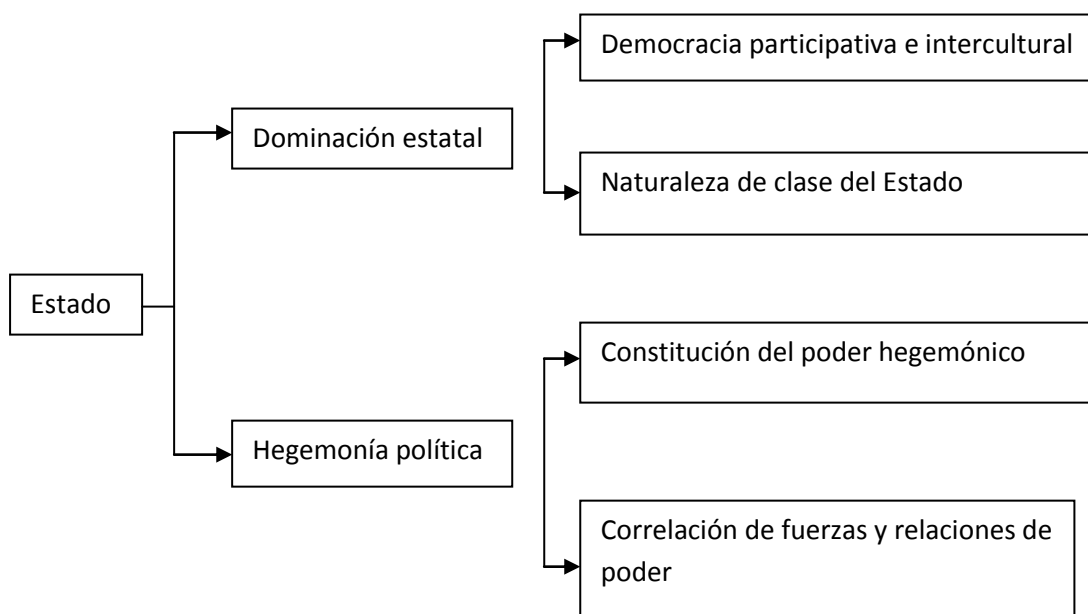 Democracia participativa e intercultural
Dominación estatal
Naturaleza de clase del Estado
Estado
Constitución del poder hegemónico
Hegemonía política
Correlación de fuerzas y relaciones de
poder